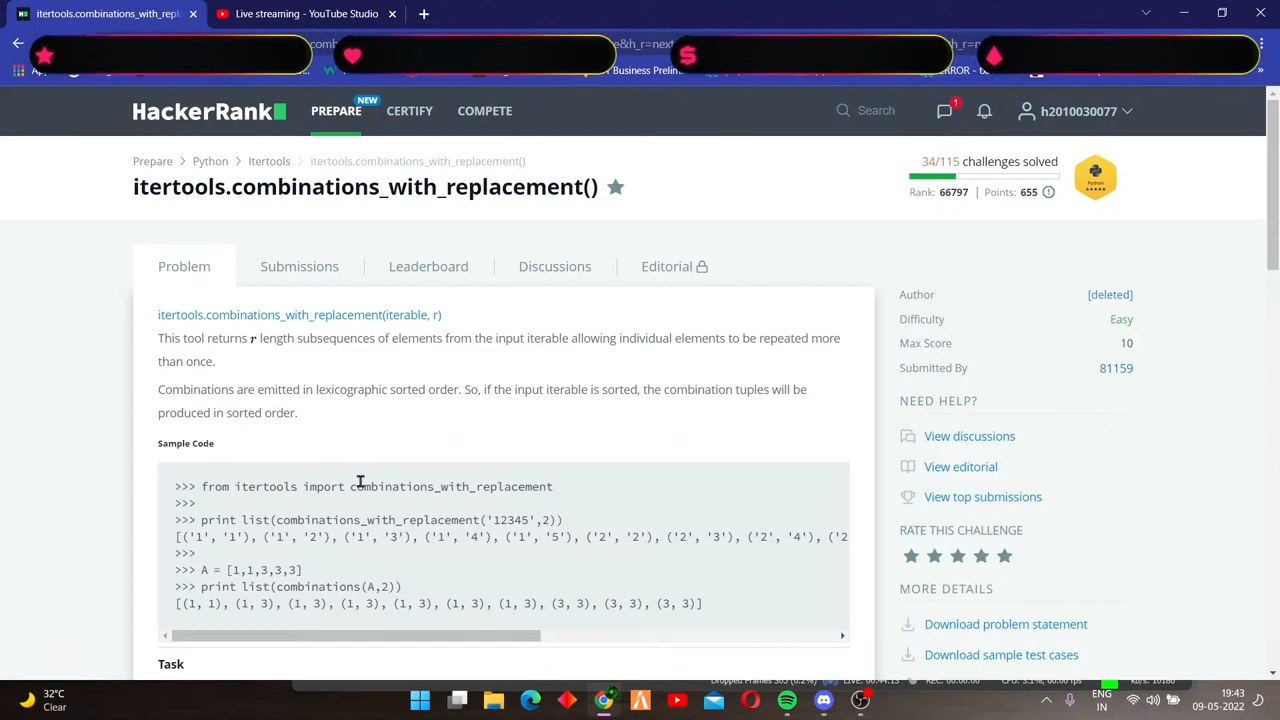 itertools.combinations_with_repl
Live streaming - YouTube Studio
HackerRank
PREPARE
NEW
CERTIFY
COMPETE
Search
1
h2010030077
Prepare > Python > Itertools > itertools.combinations_with_replacement()
itertools.combinations_with_replacement()
34/115 challenges solved
Rank: 66797 | Points: 655
Python
Problem
Submissions
Leaderboard
Discussions
Editorial
itertools.combinations_with_replacement(iterable, r)
This tool returns r length subsequences of elements from the input iterable allowing individual elements to be repeated more
than once.
Combinations are emitted in lexicographic sorted order. So, if the input iterable is sorted, the combination tuples will be
produced in sorted order.
Sample Code
>>> from itertools import combinations_with_replacement
>>>
>>> print list(combinations_with_replacement('12345',2))
[('1', '1'), ('1', '2'), ('1', '3'), ('1', '4'), ('1', '5'), ('2', '2'), ('2', '3'), ('2', '4'), ('2
>>>
>>> A = [1,1,3,3,3]
>>> print list(combinations(A,2))
[(1, 1), (1, 3), (1, 3), (1, 3), (1, 3), (1, 3), (1, 3), (3, 3), (3, 3), (3, 3)]
Task
Author [deleted]
Difficulty Easy
Max Score 10
Submitted By 81159
NEED HELP?
View discussions
View editorial
View top submissions
RATE THIS CHALLENGE
MORE DETAILS
Download problem statement
Download sample test cases
32°C
Clear
ENG
IN
19:43
09-05-2022